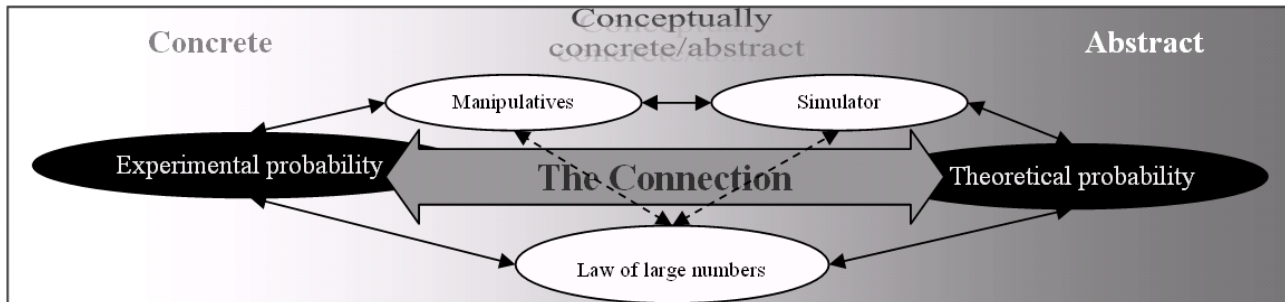 Conceptually
Concrete
concrete/abstract
Abstract
Manipulatives
Simulator
Experimental probability
The Connection
Theoretical probability
Law of large numbers